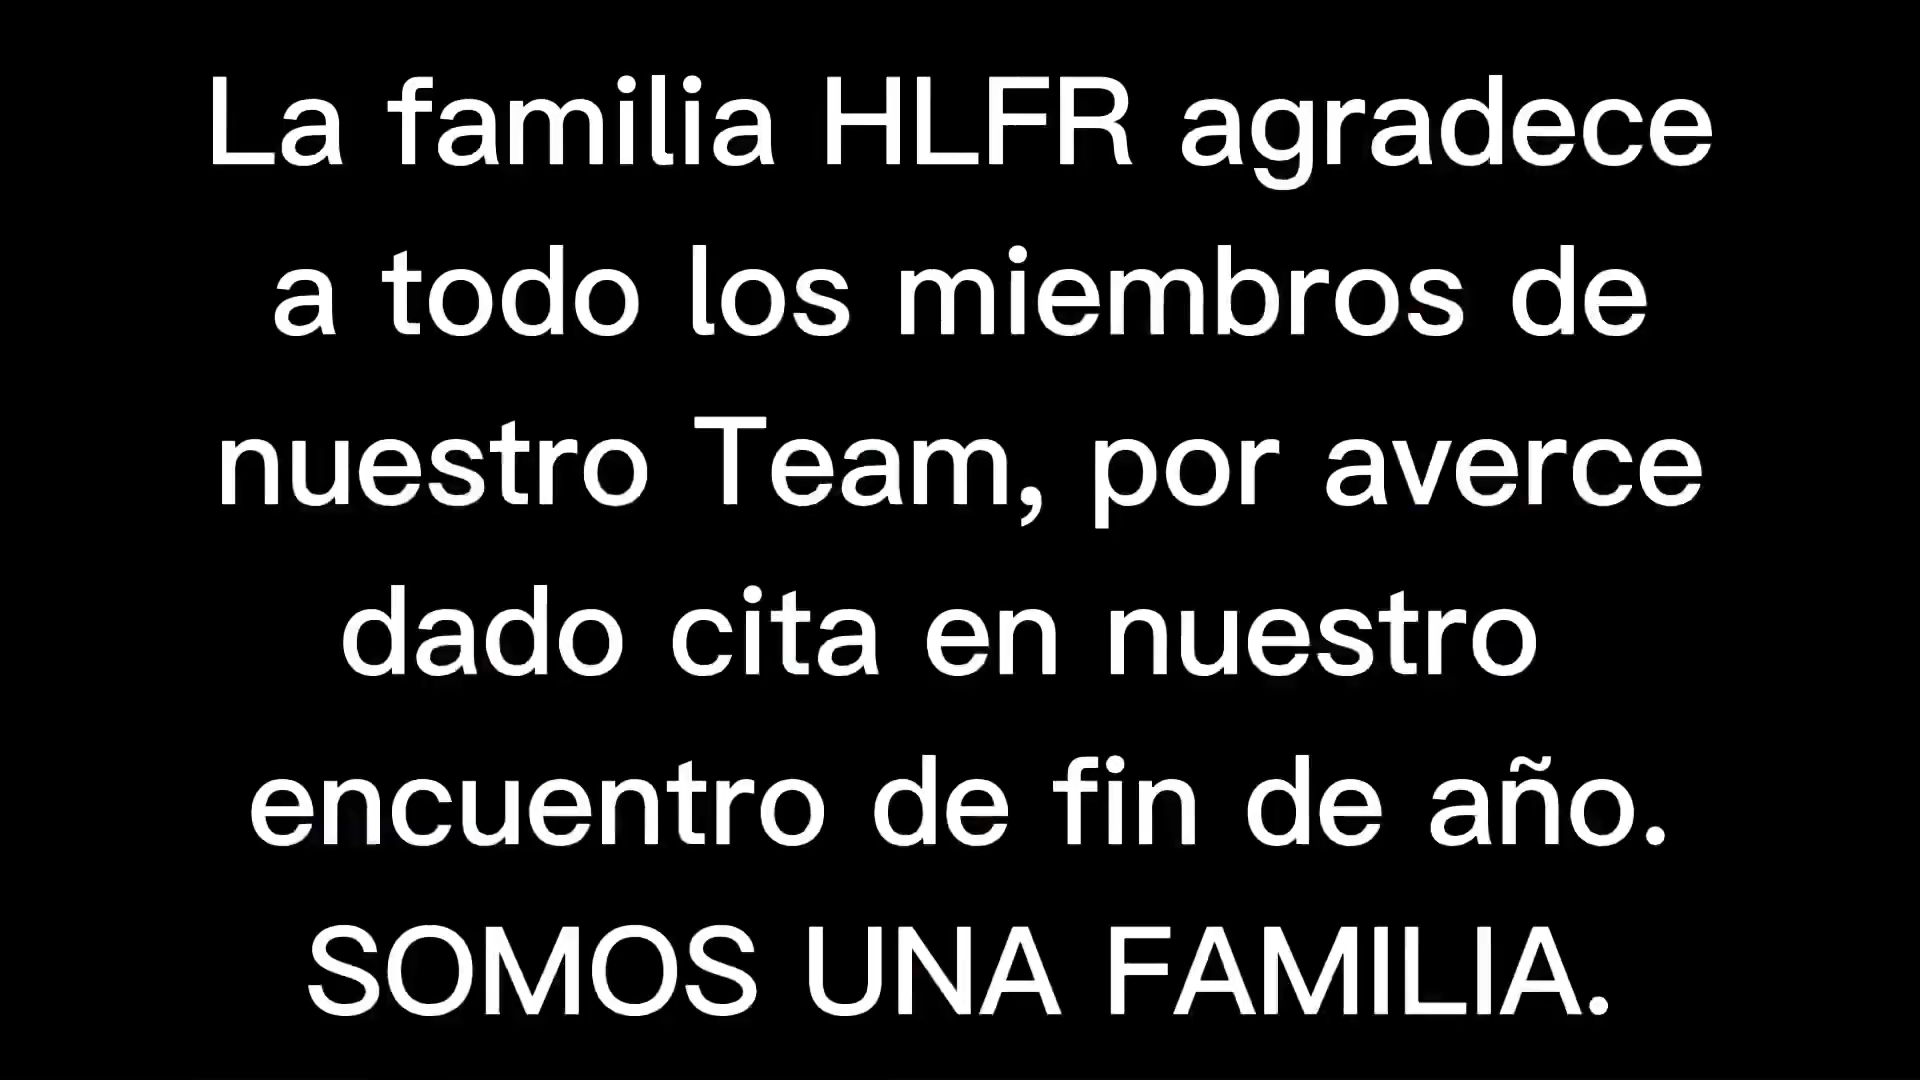 La familia HLFR agradece
a todo los miembros de
nuestro Team, por averce
dado cita en nuestro
encuentro de fin de año.
SOMOS UNA FAMILIA.